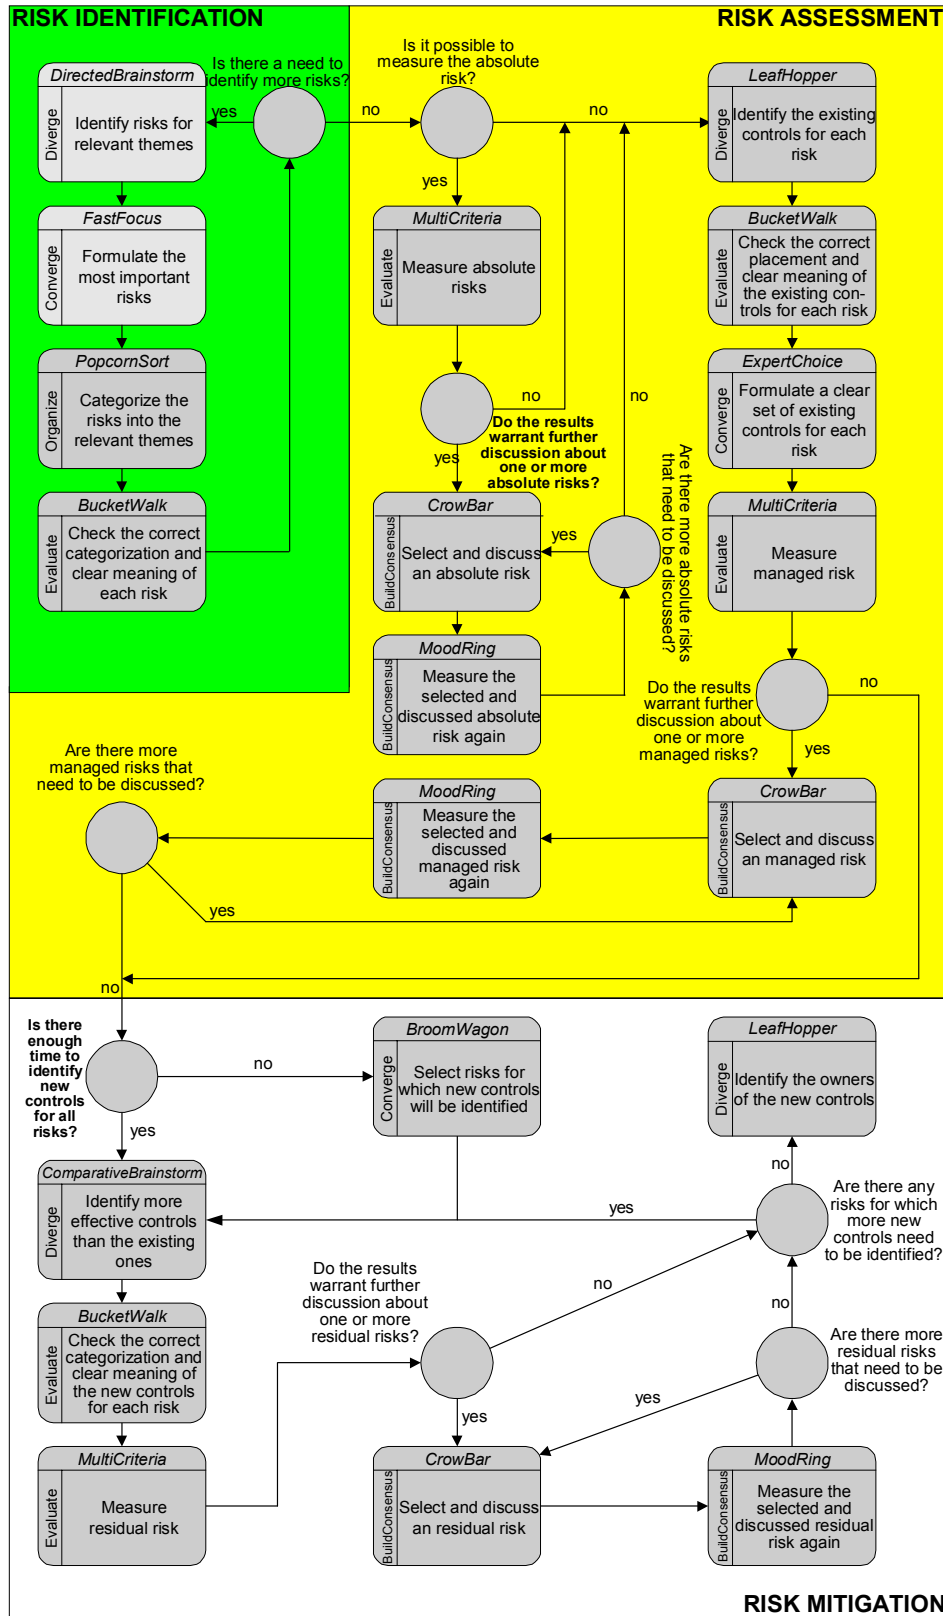 RISK IDENTIFICATION
DirectedBrainstorm
Diverge
Identify risks for
relevant themes
Is there a need to
identify more risks?
yes
no
FastFocus
Converge
Formulate the
most important
risks
PopcornSort
Organize
Categorize the
risks into the
relevant themes
BucketWalk
Evaluate
Check the correct
categorization and
clear meaning of
each risk
RISK ASSESSMENT
Is it possible to
measure the absolute
risk?
no
yes
MultiCriteria
Evaluate
Measure absolute
risks
no
Do the results
warrant further
discussion about
one or more
absolute risks?
yes
CrowBar
BuildConsensus
Select and discuss
an absolute risk
yes
no
Are there more absolute risks
that need to be discussed?
MoodRing
BuildConsensus
Measure the
selected and
discussed absolute
risk again
LeafHopper
Diverge
Identify the existing
controls for each
risk
BucketWalk
Evaluate
Check the correct
placement and
clear meaning of
the existing con-
trols for each risk
ExpertChoice
Converge
Formulate a clear
set of existing
controls for each
risk
MultiCriteria
Evaluate
Measure
managed risk
Do the results
warrant further
discussion about
one or more
managed risks?
no
yes
CrowBar
BuildConsensus
Select and discuss
an managed risk
MoodRing
BuildConsensus
Measure the
selected and
discussed
managed risk
again
Are there more
managed risks that
need to be discussed?
yes
no
Is there
enough
time to
identify
new
controls
for all
risks?
no
yes
BroomWagon
Converge
Select risks for
which new controls
will be identified
LeafHopper
Diverge
Identify the owners
of the new controls
no
Are there any
risks for which
more new
controls need
to be identified?
yes
ComparativeBrainstorm
Diverge
Identify more
effective controls
than the existing
ones
BucketWalk
Evaluate
Check the correct
categorization and
clear meaning of
the new controls
for each risk
MultiCriteria
Evaluate
Measure
residual risk
Do the results
warrant further
discussion about
one or more
residual risks?
no
yes
CrowBar
BuildConsensus
Select and discuss
an residual risk
no
Are there more
residual risks
that need to be
discussed?
yes
MoodRing
BuildConsensus
Measure the
selected and
discussed residual
risk again
RISK MITIGATION